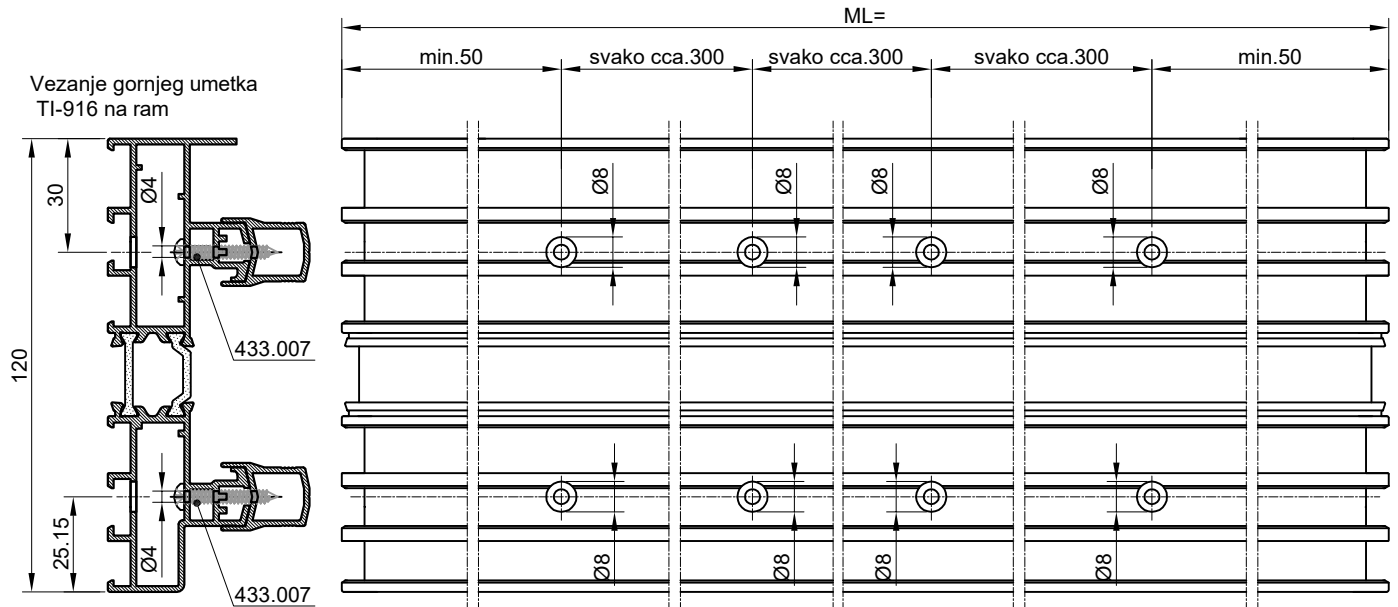 ML=
min.50
svako cca.300
svako cca.300
svako cca.300
min.50
Vezanje gornjeg umetka
TI-916 na ram
30
Ø4
Ø8
Ø8
Ø8
Ø8
433.007
120
25.15
Ø4
Ø8
Ø8
Ø8
Ø8
433.007